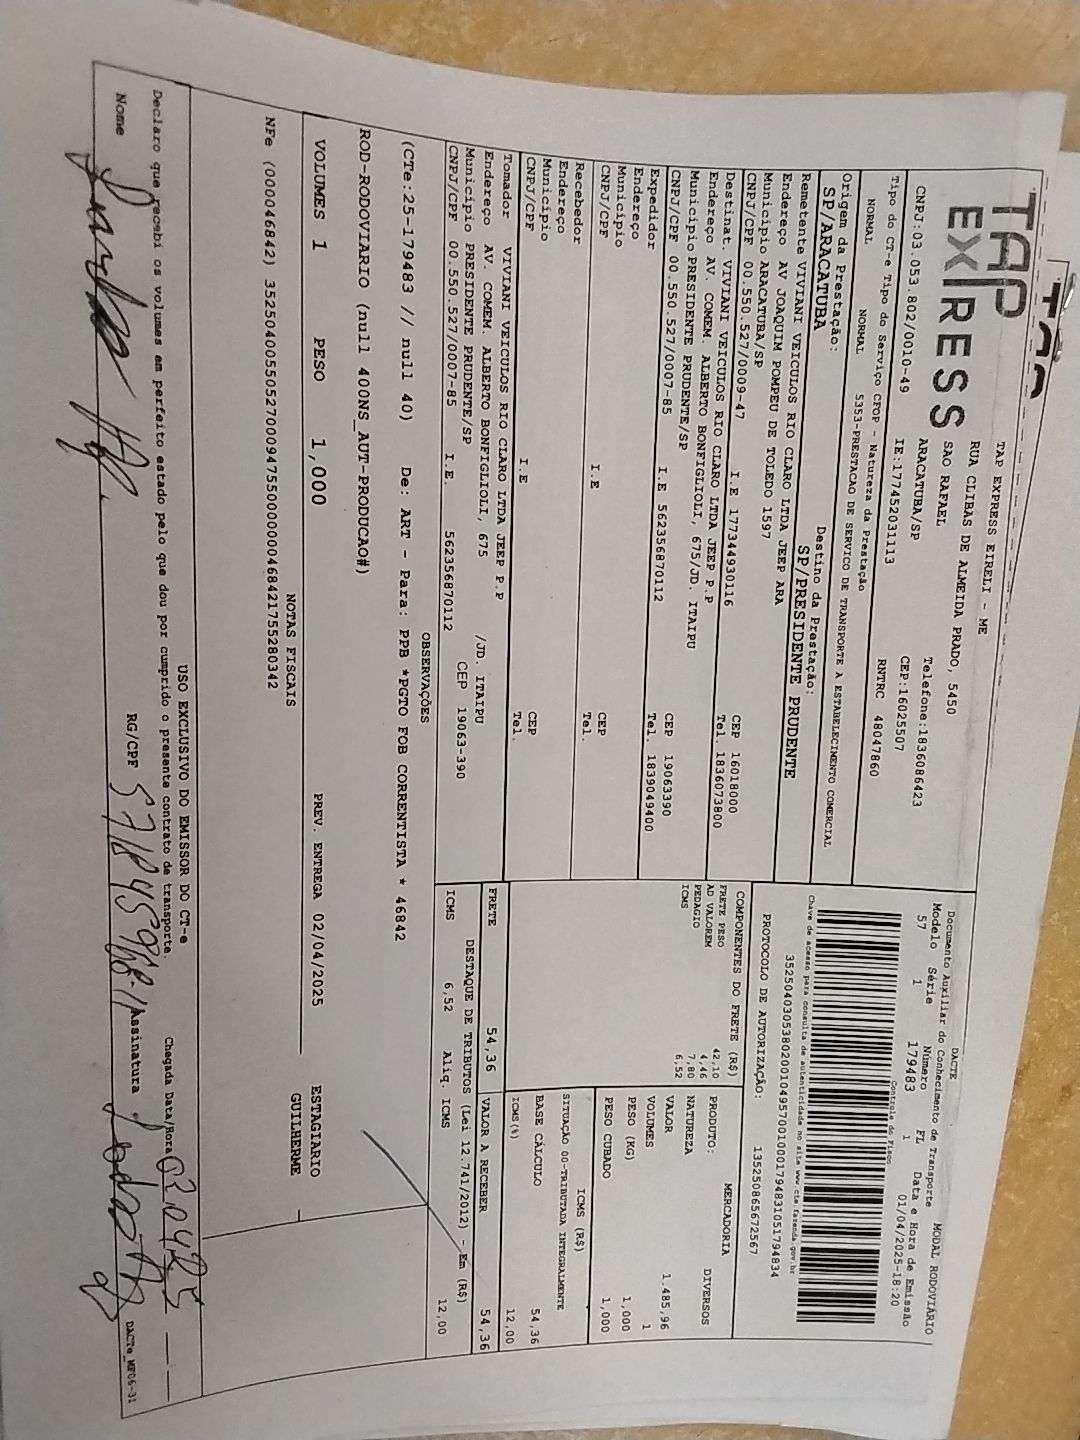 TAP
EXPRESS
TAP EXPRESS EIRELI - ME
RUA CLIBAS DE ALMEIDA PRADO, 5450
SAO RAFAEL
ARACATUBA/SP
Telefone:1836086423
CNPJ:03.053.802/0010-49
IE:177452031113
CEP:16025507
Tipo do CT-e Tipo do Serviço CFOP - Natureza da Prestação
RNTRC 48047860
NORMAL NORMAL 5353-PRESTACAO DE SERVICO DE TRANSPORTE A ESTABELECIMENTO COMERCIAL
Origem da Prestação: Destino da Prestação:
SP/ARACATUBA SP/PRESIDENTE PRUDENTE
Remetente VIVIANI VEICULOS RIO CLARO LTDA JEEP ARA
Endereço AV JOAQUIM POMPEU DE TOLEDO 1597
Município ARACATUBA/SP CEP 16018000
CNPJ/CPF 00.550.527/0009-47 I.E 177344930116 Tel. 1836073800
Destinat. VIVIANI VEICULOS RIO CLARO LTDA JEEP P.P
Endereço AV. COMEM. ALBERTO BONFIGLIOLI, 675/JD. ITAIPU
Município PRESIDENTE PRUDENTE/SP CEP 19063390
CNPJ/CPF 00.550.527/0007-85 I.E 562356870112 Tel. 1839049400
Expedidor
Endereço
Município CEP
CNPJ/CPF I.E Tel.
Recebedor
Endereço
Município CEP
CNPJ/CPF I.E Tel.
Tomador VIVIANI VEICULOS RIO CLARO LTDA JEEP P.P
Endereço AV. COMEM. ALBERTO BONFIGLIOLI, 675 /JD. ITAIPU
Município PRESIDENTE PRUDENTE/SP CEP 19063-390
CNPJ/CPF 00.550.527/0007-85 I.E 562356870112
DACTE
Documento Auxiliar do Conhecimento de Transporte MODAL RODOVIÁRIO
Modelo Série Número FL Data e Hora de Emissão
57 1 179483 1 01/04/2025-18:20
Controle do Fisco
Chave de acesso para consulta de autenticidade no site www.cte.fazenda.gov.br
35250403053802001049570010001794831051794834
PROTOCOLO DE AUTORIZAÇÃO: 135250865672567
COMPONENTES DO FRETE (R$)
FRETE PESO 42,10
AD VALOREM 4,46
PEDAGIO 7,80
ICMS 6,52
MERCADORIA
PRODUTO: DIVERSOS
NATUREZA
VALOR 1.485,96
VOLUMES 1
PESO (KG) 1,000
PESO CUBADO 1,000
ICMS (R$)
SITUAÇÃO 00-TRIBUTADA INTEGRALMENTE
BASE CÁLCULO 54,36
ICMS(%) 12,00
FRETE 54,36 VALOR A RECEBER 54,36
DESTAQUE DE TRIBUTOS (Lei 12.741/2012) - Em (R$)
ICMS 6,52 Aliq. ICMS 12,00
OBSERVAÇÕES
(CTe:25-179483 // null 40) De: ART - Para: PPB *PGTO FOB CORRENTISTA * 46842
ROD-RODOVIARIO (null 40ONS_AUT-PRODUCAO#)
VOLUMES 1 PESO 1,000 PREV. ENTREGA 02/04/2025 ESTAGIARIO
NOTAS FISCAIS GUILHERME
NFe (000046842) 35250400550527000947550000000468421755280342
USO EXCLUSIVO DO EMISSOR DO CT-e
Declaro que recebi os volumes em perfeito estado pelo que dou por cumprido o presente contrato de transporte. Chegada Data/Hora 03 04 25
Nome RG/CPF Assinatura
DACTe_MF06-31